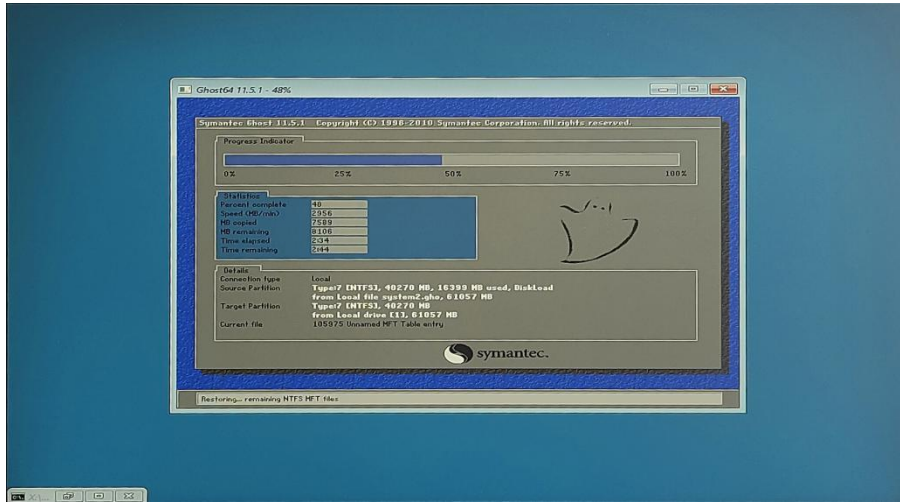 Ghost64 11.5.1 - 48%
Symantec Ghost 11.5.1 Copyright (C) 1998-2010 Symantec Corporation. All rights reserved.
Progress Indicator
0% 25% 50% 75% 100%
Statistics
Percent complete 48
Speed (MB/min) 2956
MB copied 7589
MB remaining 8106
Time elapsed 2:34
Time remaining 2:44
Details
Connection type Local
Source Partition Type:7 [NTFS], 40270 MB, 16399 MB used, DiskLoad
from Local file system2.gho, 61057 MB
Target Partition Type:7 [NTFS], 40270 MB
from Local drive [1], 61057 MB
Current file 105975 Unnamed MFT Table entry
symantec.
Restoring... remaining NTFS MFT files
X:\...